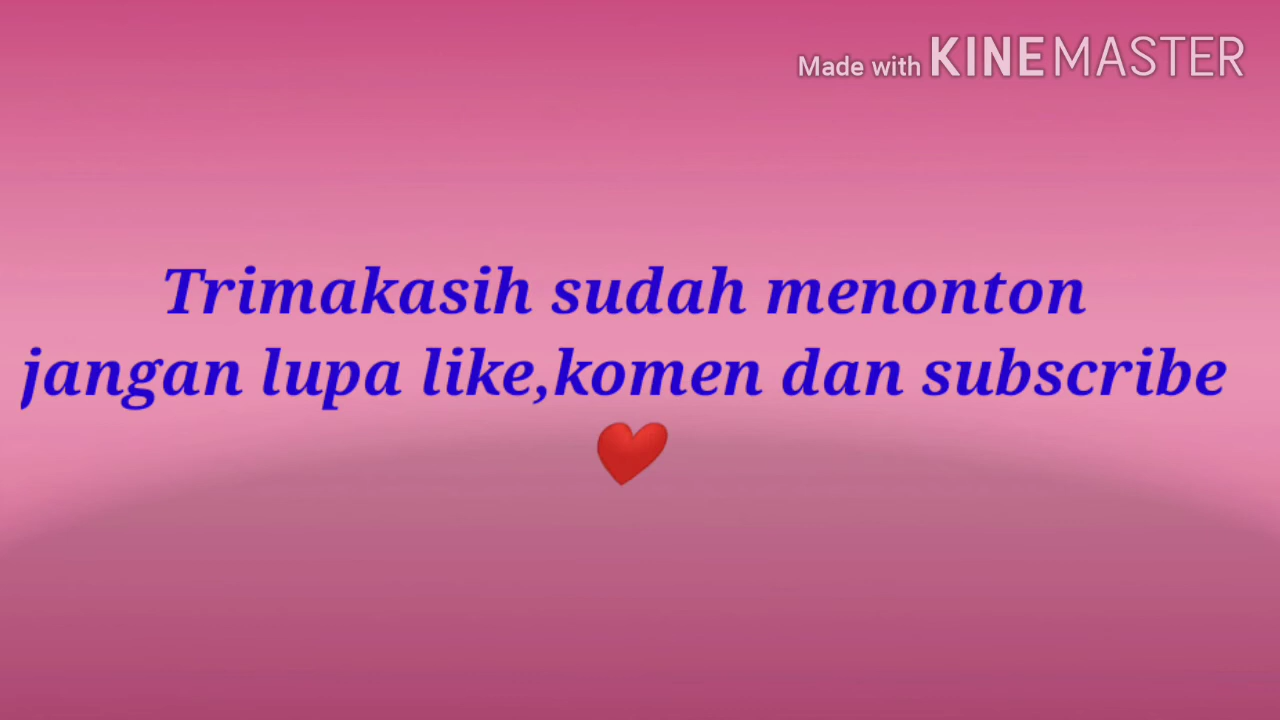 Made with KINEMASTER
Trimakasih sudah menonton
jangan lupa like,komen dan subscribe
❤️